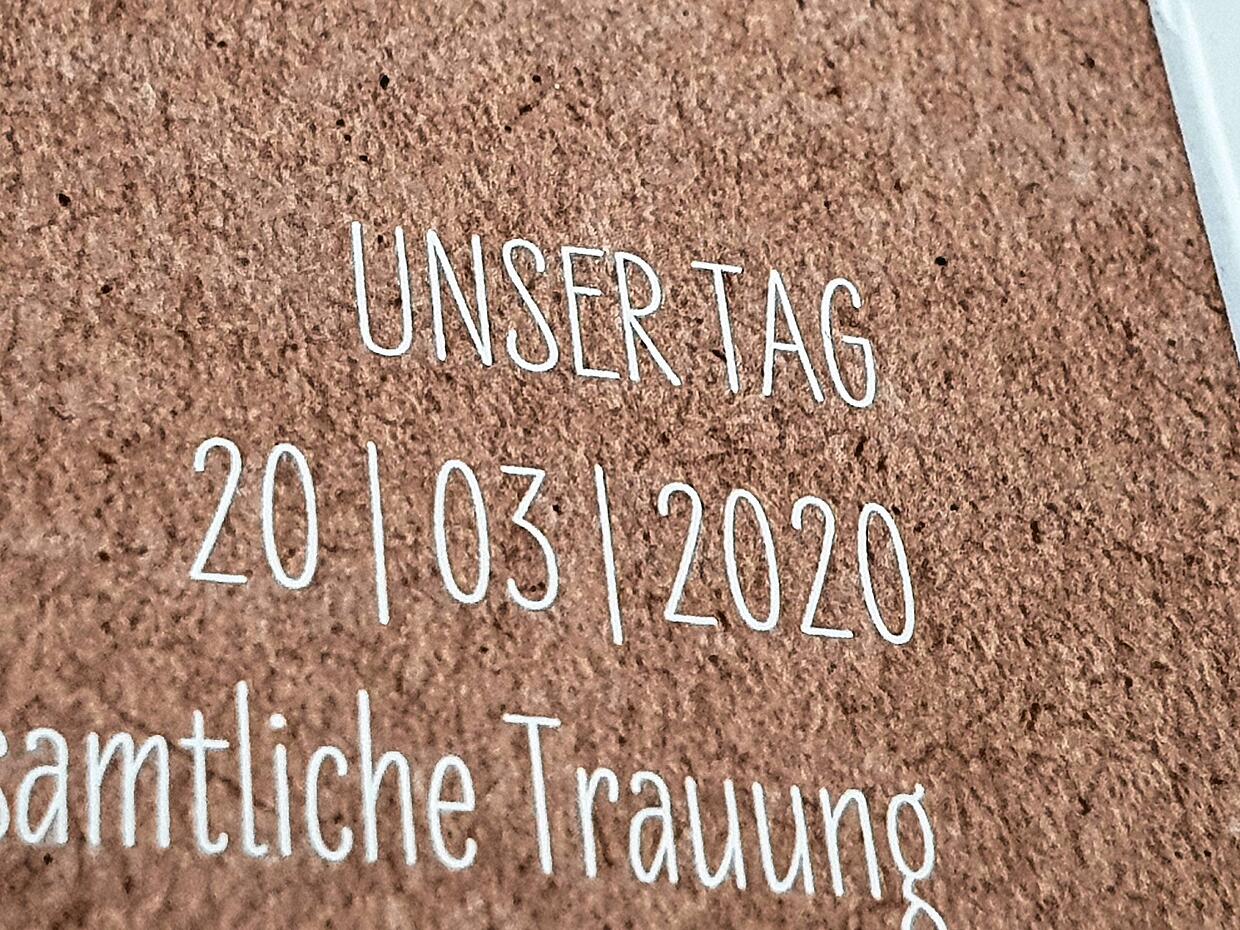 UNSER TAG
20 | 03 | 2020
samtliche Trauung